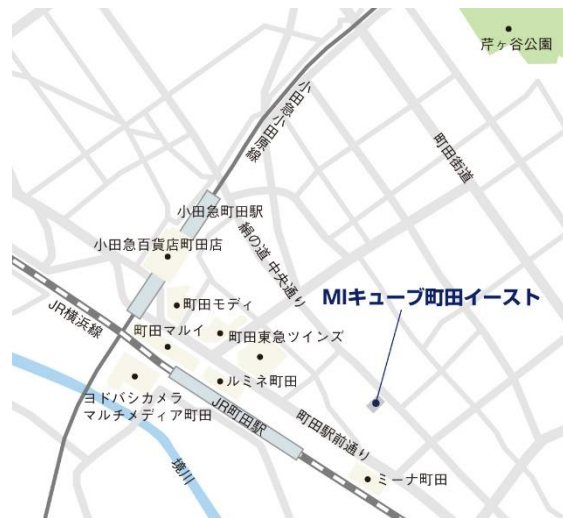 芹ヶ谷公園
小田急小田原線
町田街道
小田急町田駅
小田急百貨店町田店
絹の道 中央通り
MIキューブ町田イースト
町田モディ
JR横浜線
町田マルイ
町田東急ツインズ
ルミネ町田
ヨドバシカメラ
マルチメディア町田
JR町田駅
町田駅前通り
境川
ミーナ町田